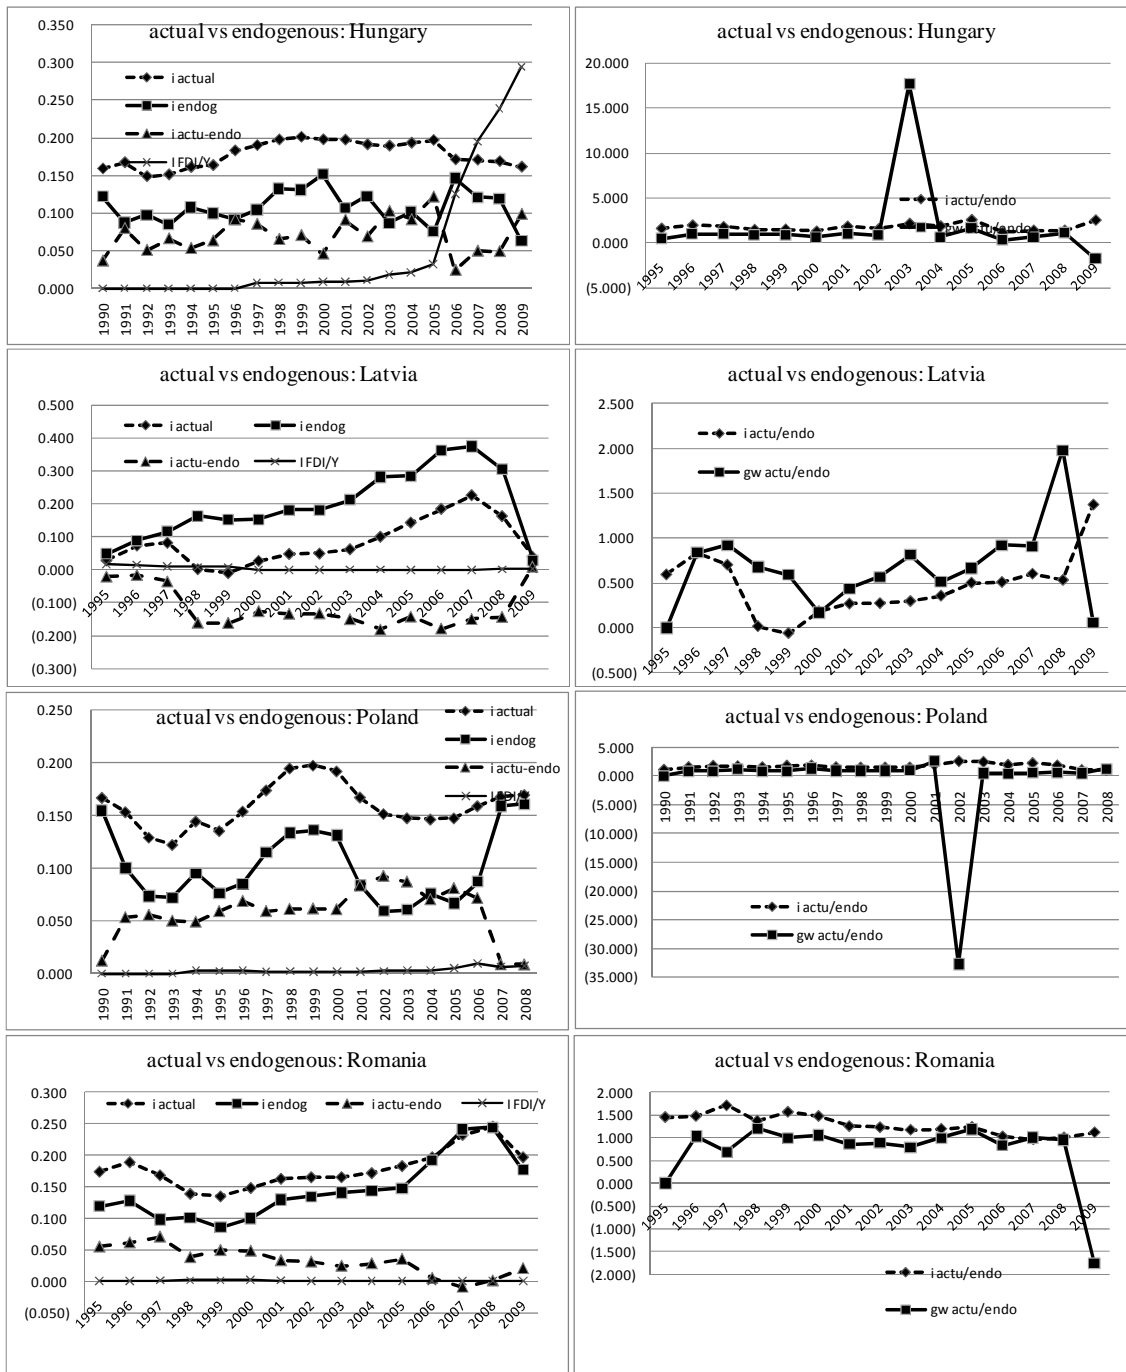 actual vs endogenous: Hungary
0.350
0.300
0.250
0.200
0.150
0.100
0.050
0.000
i actual
i endog
i actu-endo
I FDI/Y
1990 1991 1992 1993 1994 1995 1996 1997 1998 1999 2000 2001 2002 2003 2004 2005 2006 2007 2008 2009
actual vs endogenous: Hungary
20.000
15.000
10.000
5.000
0.000
(5.000)
i actu/endo
gw actu/endo
1995 1996 1997 1998 1999 2000 2001 2002 2003 2004 2005 2006 2007 2008 2009
actual vs endogenous: Latvia
0.500
0.400
0.300
0.200
0.100
0.000
(0.100)
(0.200)
(0.300)
i actual i endog
i actu-endo I FDI/Y
1995 1996 1997 1998 1999 2000 2001 2002 2003 2004 2005 2006 2007 2008 2009
actual vs endogenous: Latvia
2.500
2.000
1.500
1.000
0.500
0.000
(0.500)
i actu/endo
gw actu/endo
1995 1996 1997 1998 1999 2000 2001 2002 2003 2004 2005 2006 2007 2008 2009
actual vs endogenous: Poland
0.250
0.200
0.150
0.100
0.050
0.000
i actual
i endog
i actu-endo
I FDI/Y
1990 1991 1992 1993 1994 1995 1996 1997 1998 1999 2000 2001 2002 2003 2004 2005 2006 2007 2008
actual vs endogenous: Poland
5.000
0.000
(5.000)
(10.000)
(15.000)
(20.000)
(25.000)
(30.000)
(35.000)
1990 1991 1992 1993 1994 1995 1996 1997 1998 1999 2000 2001 2002 2003 2004 2005 2006 2007 2008
i actu/endo
gw actu/endo
actual vs endogenous: Romania
0.300
0.250
0.200
0.150
0.100
0.050
0.000
(0.050)
i actual i endog i actu-endo I FDI/Y
1995 1996 1997 1998 1999 2000 2001 2002 2003 2004 2005 2006 2007 2008 2009
actual vs endogenous: Romania
2.000
1.500
1.000
0.500
0.000
(0.500)
(1.000)
(1.500)
(2.000)
1995 1996 1997 1998 1999 2000 2001 2002 2003 2004 2005 2006 2007 2008 2009
i actu/endo
gw actu/endo